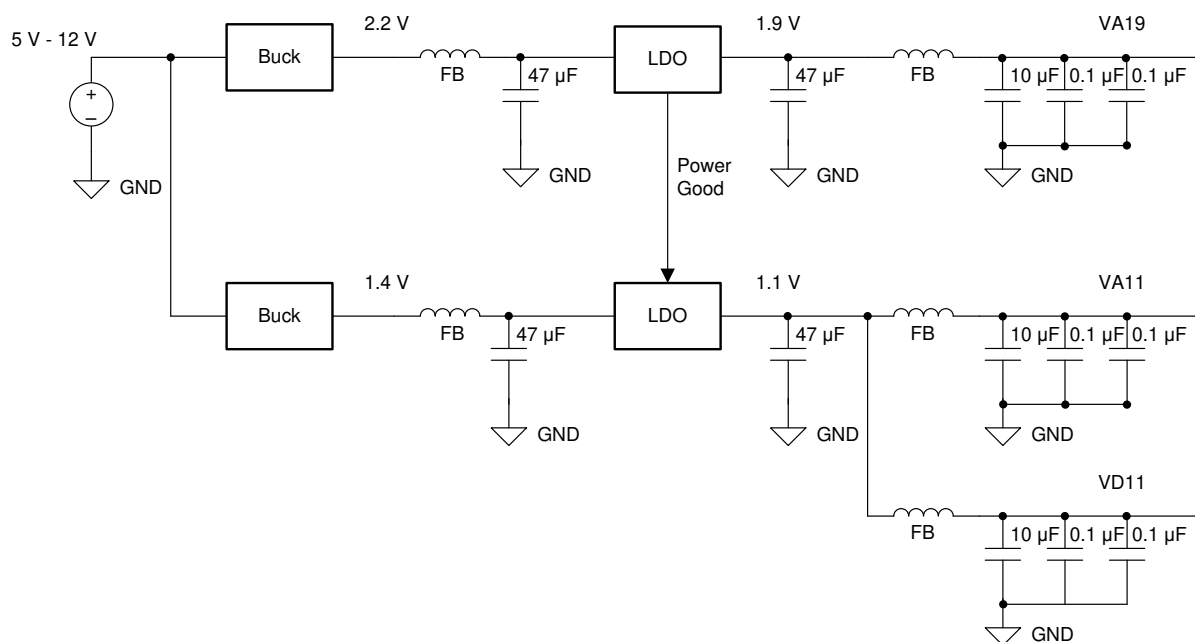 5 V - 12 V
+
−
GND
Buck
2.2 V
FB
47 µF
GND
LDO
1.9 V
47 µF
GND
FB
VA19
10 µF 0.1 µF 0.1 µF
GND
Power
Good
Buck
1.4 V
FB
47 µF
GND
LDO
1.1 V
47 µF
GND
FB
VA11
10 µF 0.1 µF 0.1 µF
GND
VD11
FB
10 µF 0.1 µF 0.1 µF
GND